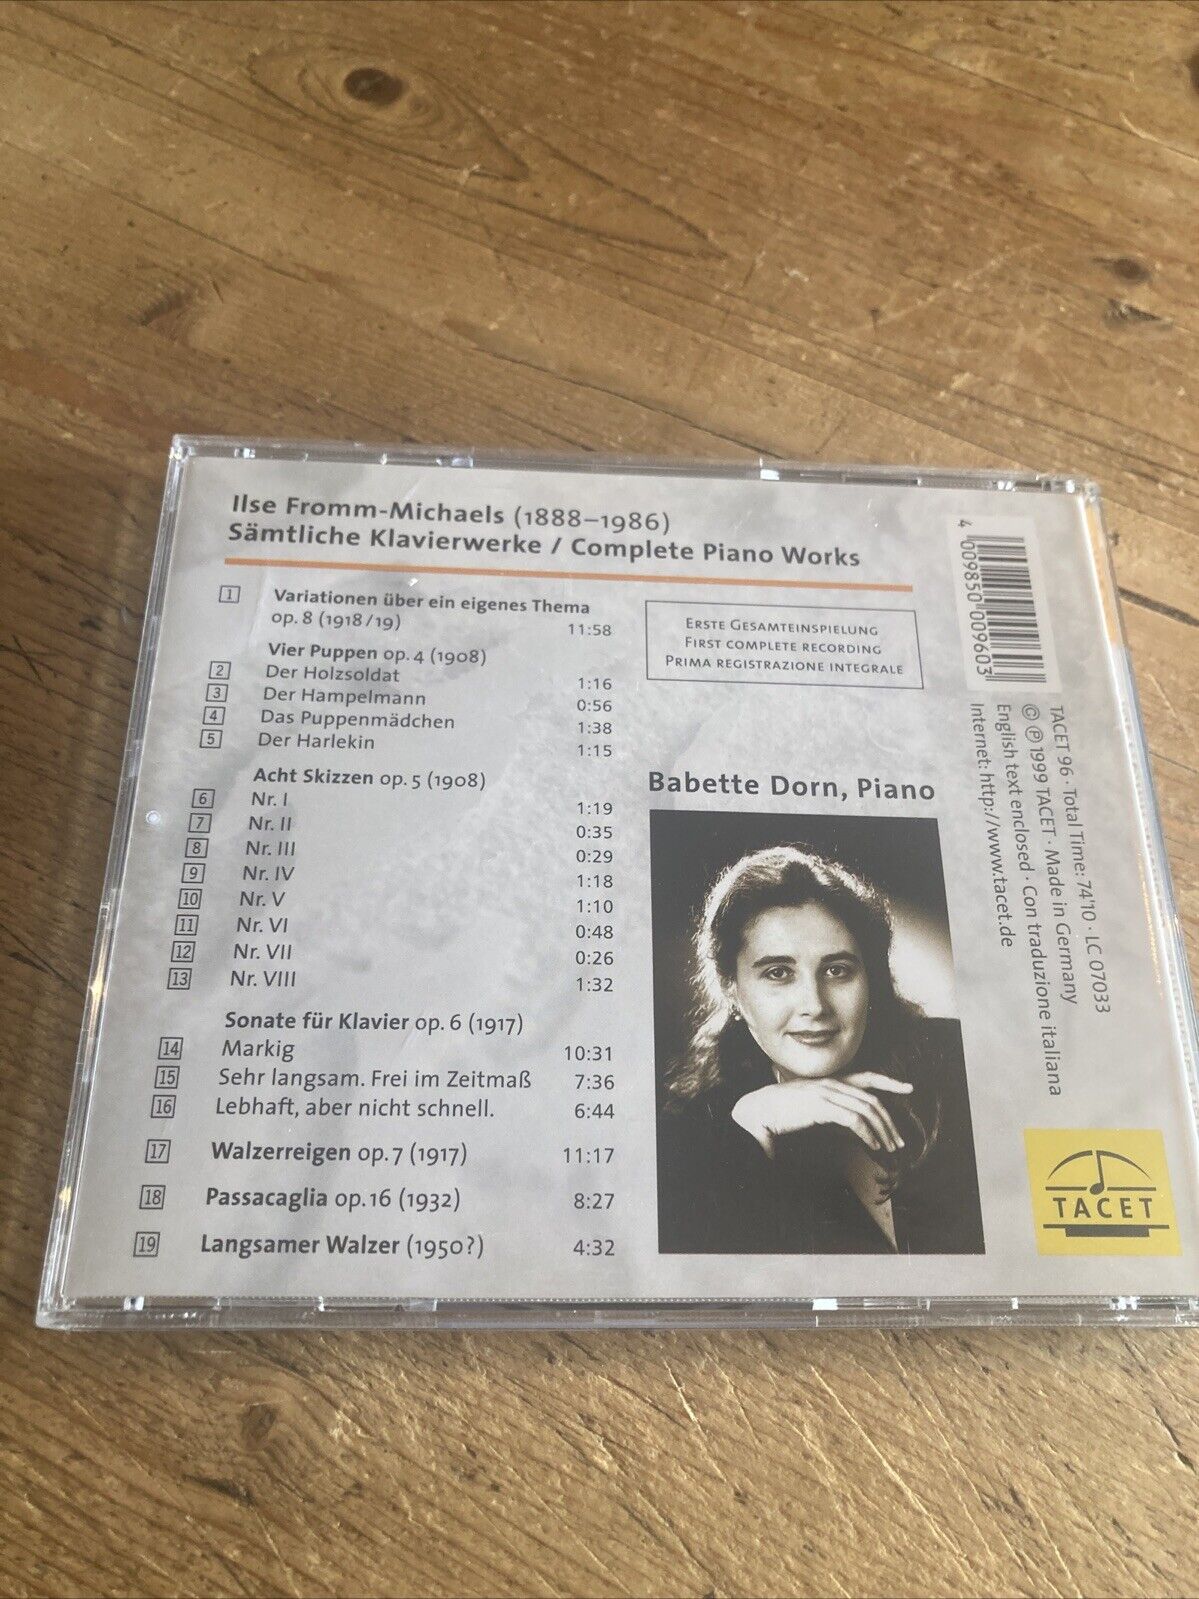 Ilse Fromm-Michaels (1888–1986)
Sämtliche Klavierwerke / Complete Piano Works
1 Variationen über ein eigenes Thema
op. 8 (1918/19) 11:58
Vier Puppen op. 4 (1908)
2 Der Holzsoldat 1:16
3 Der Hampelmann 0:56
4 Das Puppenmädchen 1:38
5 Der Harlekin 1:15
Acht Skizzen op. 5 (1908)
6 Nr. I 1:19
7 Nr. II 0:35
8 Nr. III 0:29
9 Nr. IV 1:18
10 Nr. V 1:10
11 Nr. VI 0:48
12 Nr. VII 0:26
13 Nr. VIII 1:32
Sonate für Klavier op. 6 (1917)
14 Markig 10:31
15 Sehr langsam. Frei im Zeitmaß 7:36
16 Lebhaft, aber nicht schnell. 6:44
17 Walzerreigen op. 7 (1917) 11:17
18 Passacaglia op. 16 (1932) 8:27
19 Langsamer Walzer (1950?) 4:32
Erste Gesamteinspielung
First complete recording
Prima registrazione integrale
Babette Dorn, Piano
4 009850 009603
TACET 96 · Total Time: 74'10 · LC 07033
© ℗ 1999 TACET · Made in Germany
English text enclosed · Con traduzione italiana
Internet: http://www.tacet.de
TACET